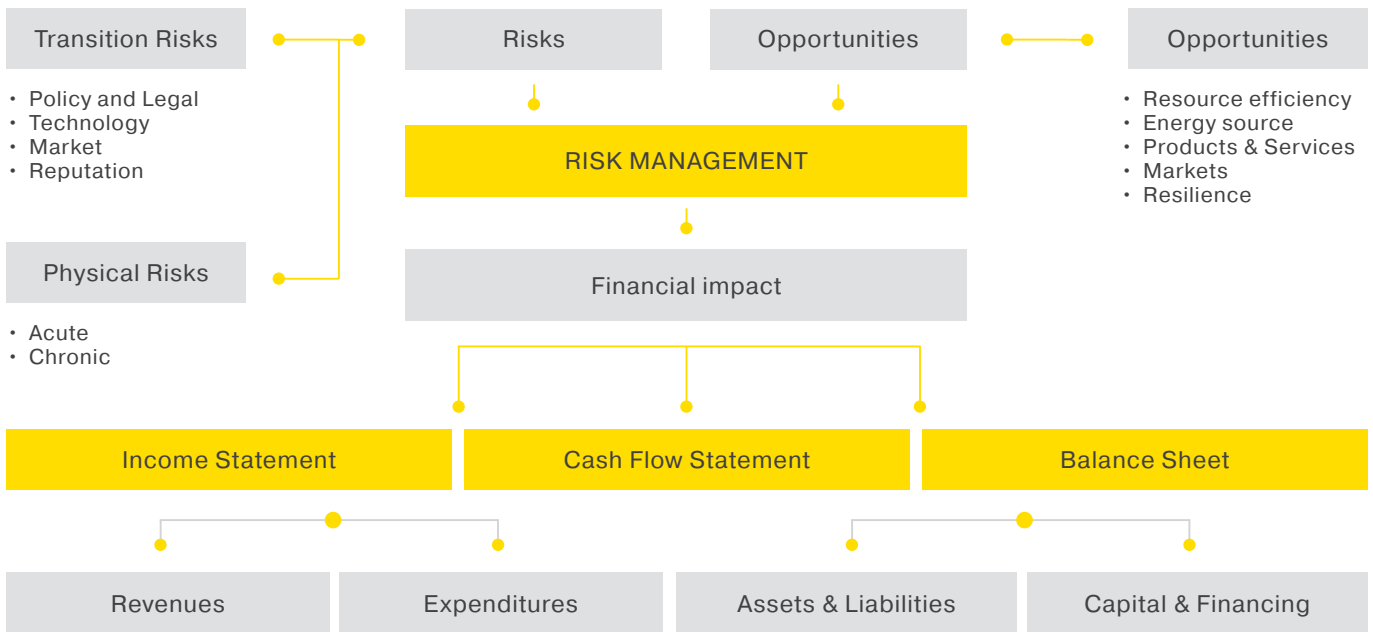 Transition Risks
Risks
Opportunities
Opportunities
• Policy and Legal
• Technology
• Market
• Reputation
• Resource efficiency
• Energy source
• Products & Services
• Markets
• Resilience
RISK MANAGEMENT
Physical Risks
• Acute
• Chronic
Financial impact
Income Statement
Cash Flow Statement
Balance Sheet
Revenues
Expenditures
Assets & Liabilities
Capital & Financing